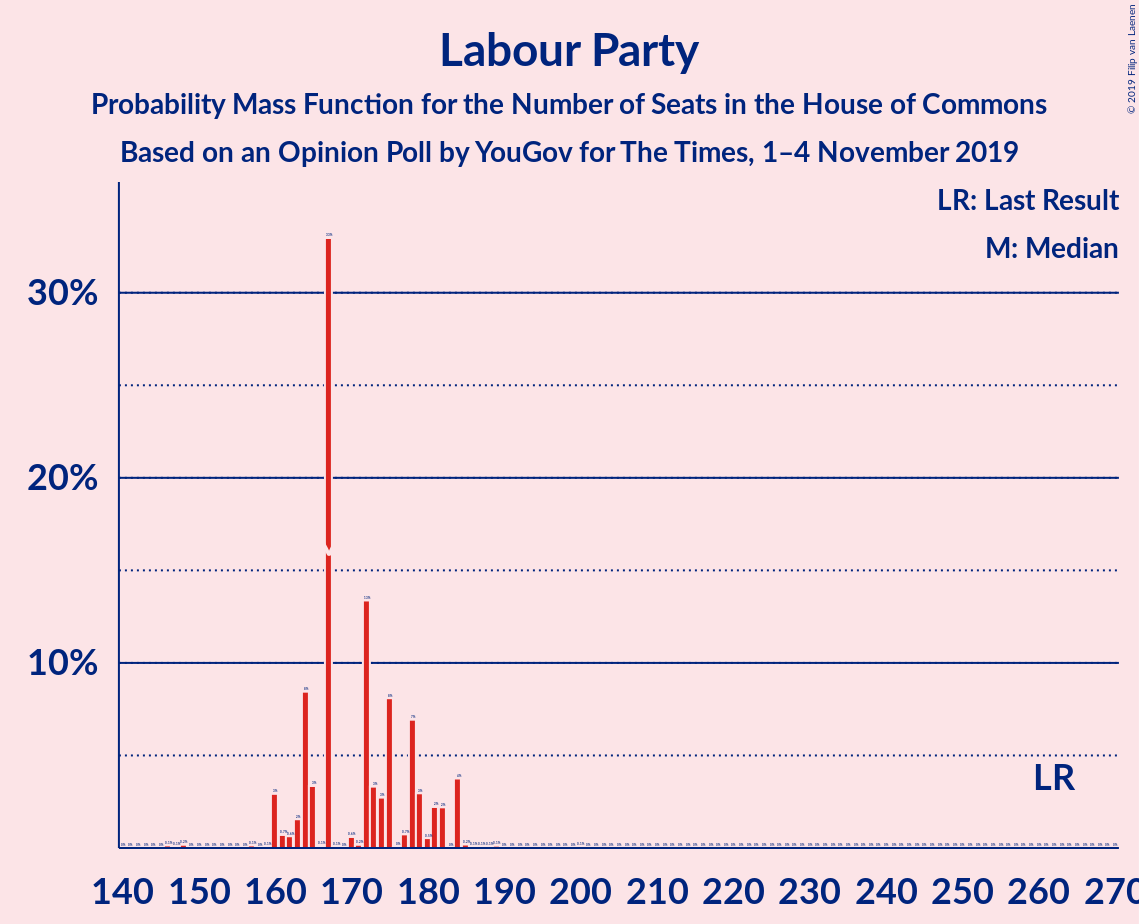 © 2019 Filip van Laenen
Labour Party
Probability Mass Function for the Number of Seats in the House of Commons
Based on an Opinion Poll by YouGov for The Times, 1–4 November 2019
LR: Last Result
M: Median
30%
20%
10%
LR
140 150 160 170 180 190 200 210 220 230 240 250 260 270